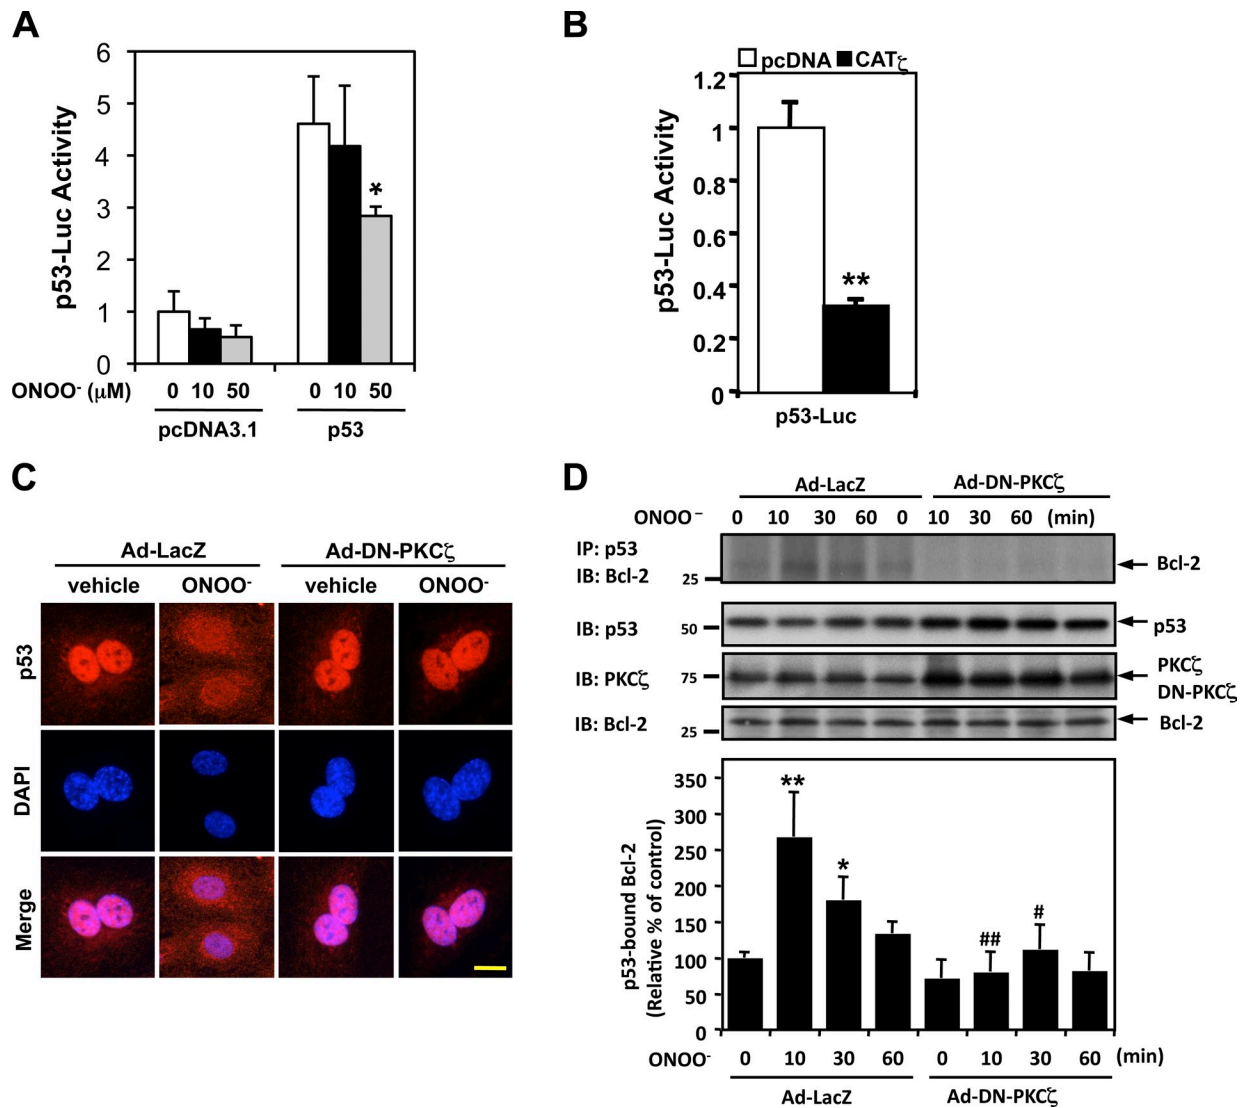 A
p53-Luc Activity
6
5
4
3
2
1
0
*
ONOO⁻ (μM) 0 10 50 0 10 50
pcDNA3.1 p53
B
pcDNA CATζ
p53-Luc Activity
1.2
1
0.8
0.6
0.4
0.2
0
**
p53-Luc
C
Ad-LacZ Ad-DN-PKCζ
vehicle ONOO⁻ vehicle ONOO⁻
p53
DAPI
Merge
D
Ad-LacZ Ad-DN-PKCζ
ONOO⁻ 0 10 30 60 0 10 30 60 (min)
IP: p53
IB: Bcl-2 25 Bcl-2
IB: p53 50 p53
IB: PKCζ 75 PKCζ
DN-PKCζ
IB: Bcl-2 25 Bcl-2
p53-bound Bcl-2
(Relative % of control)
350
300
250
200
150
100
50
0
** * ## #
ONOO⁻ 0 10 30 60 0 10 30 60 (min)
Ad-LacZ Ad-DN-PKCζ